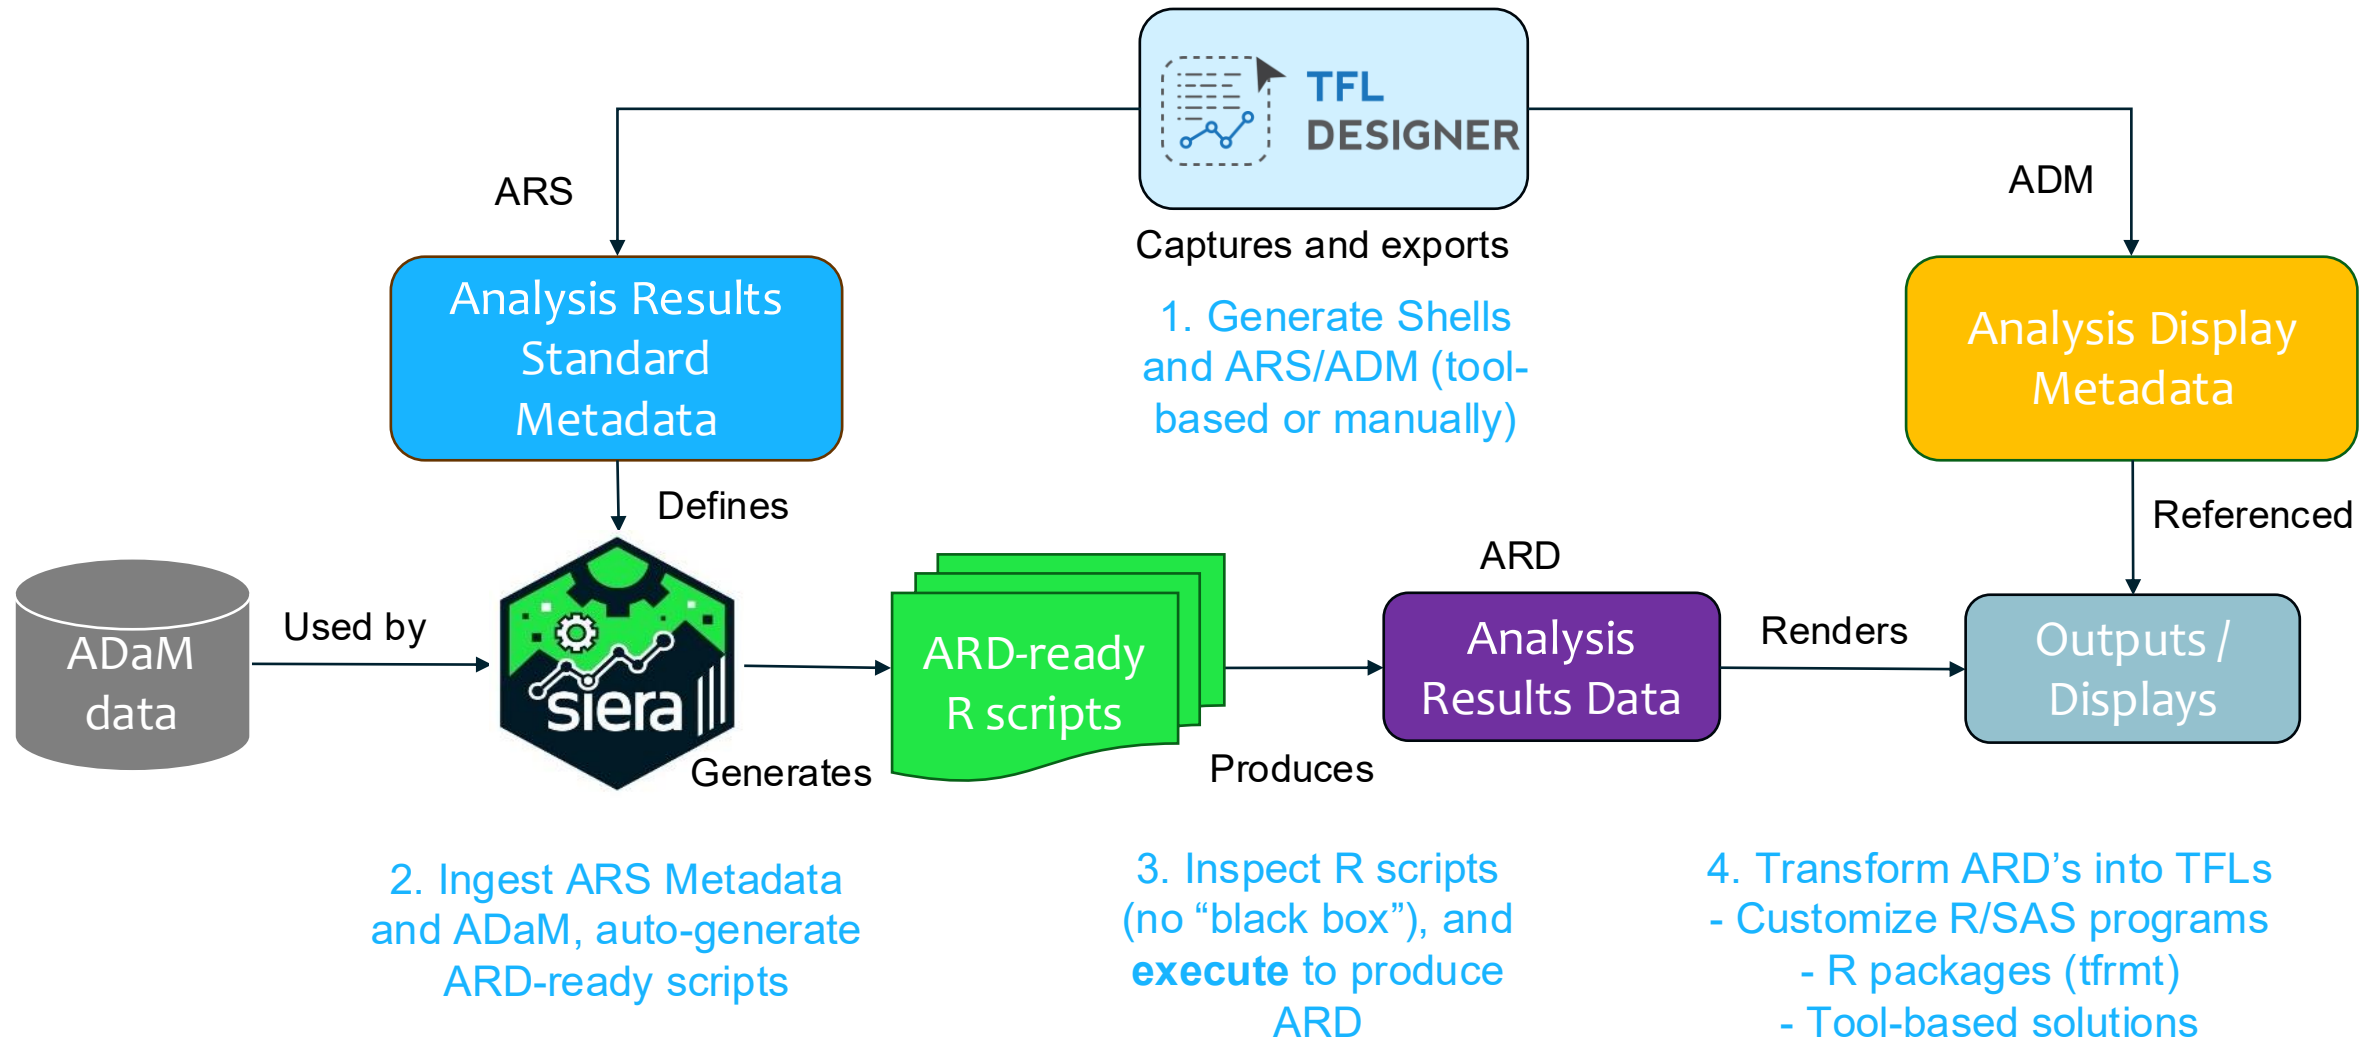 TFL
DESIGNER
ARS
ADM
Captures and exports
Analysis Results
Standard
Metadata
1. Generate Shells
and ARS/ADM (tool-
based or manually)
Analysis Display
Metadata
Defines
Referenced
ADaM
data
Used by
siera
Generates
ARD-ready
R scripts
Produces
ARD
Analysis
Results Data
Renders
Outputs /
Displays
2. Ingest ARS Metadata
and ADaM, auto-generate
ARD-ready scripts
3. Inspect R scripts
(no “black box”), and
execute to produce
ARD
4. Transform ARD’s into TFLs
- Customize R/SAS programs
- R packages (tfrmt)
- Tool-based solutions